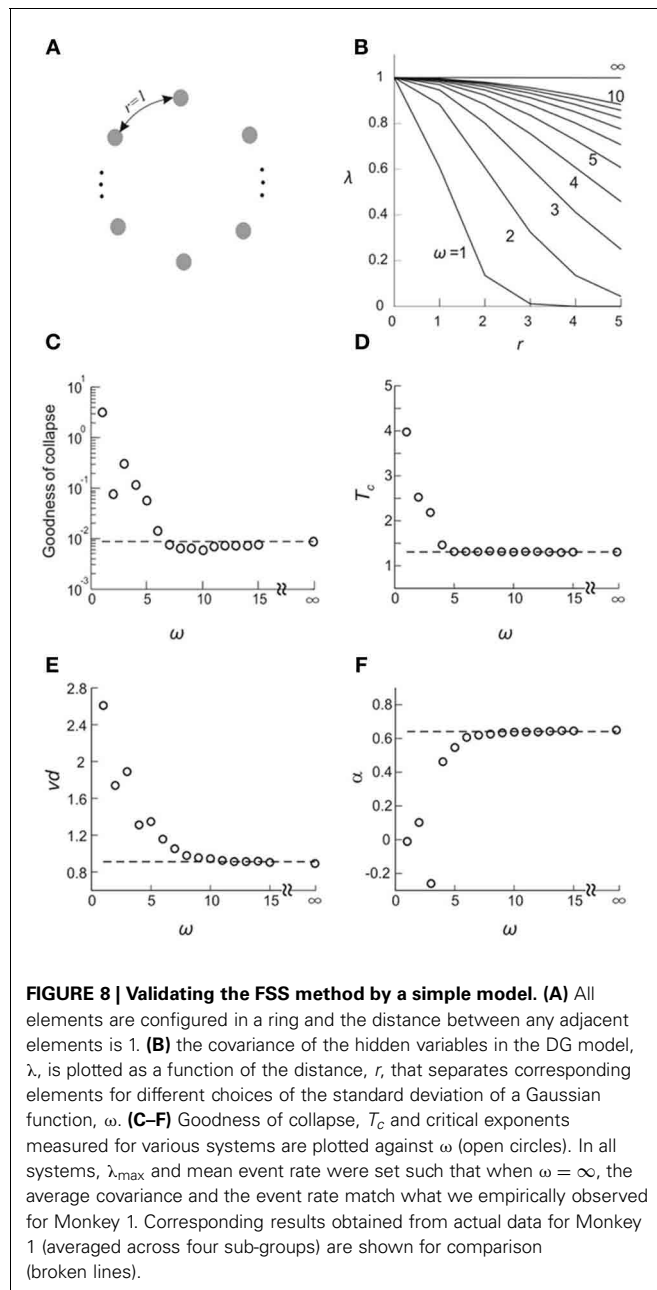 A
r=1
B
λ
1
0.8
0.6
0.4
0.2
0
∞
10
5
4
3
2
ω=1
0 1 2 3 4 5
r
C
Goodness of collapse
10¹
10⁰
10⁻¹
10⁻²
10⁻³
0 5 10 15 ∞
ω
D
T_c
5
4
3
2
1
0 5 10 15 ∞
ω
E
vd
2.8
2.4
2
1.6
1.2
0.8
0 5 10 15 ∞
ω
F
α
0.8
0.6
0.4
0.2
0
-0.2
0 5 10 15 ∞
ω
FIGURE 8 | Validating the FSS method by a simple model. (A) All
elements are configured in a ring and the distance between any adjacent
elements is 1. (B) the covariance of the hidden variables in the DG model,
λ, is plotted as a function of the distance, r, that separates corresponding
elements for different choices of the standard deviation of a Gaussian
function, ω. (C–F) Goodness of collapse, T_c and critical exponents
measured for various systems are plotted against ω (open circles). In all
systems, λ_max and mean event rate were set such that when ω = ∞, the
average covariance and the event rate match what we empirically observed
for Monkey 1. Corresponding results obtained from actual data for Monkey
1 (averaged across four sub-groups) are shown for comparison
(broken lines).